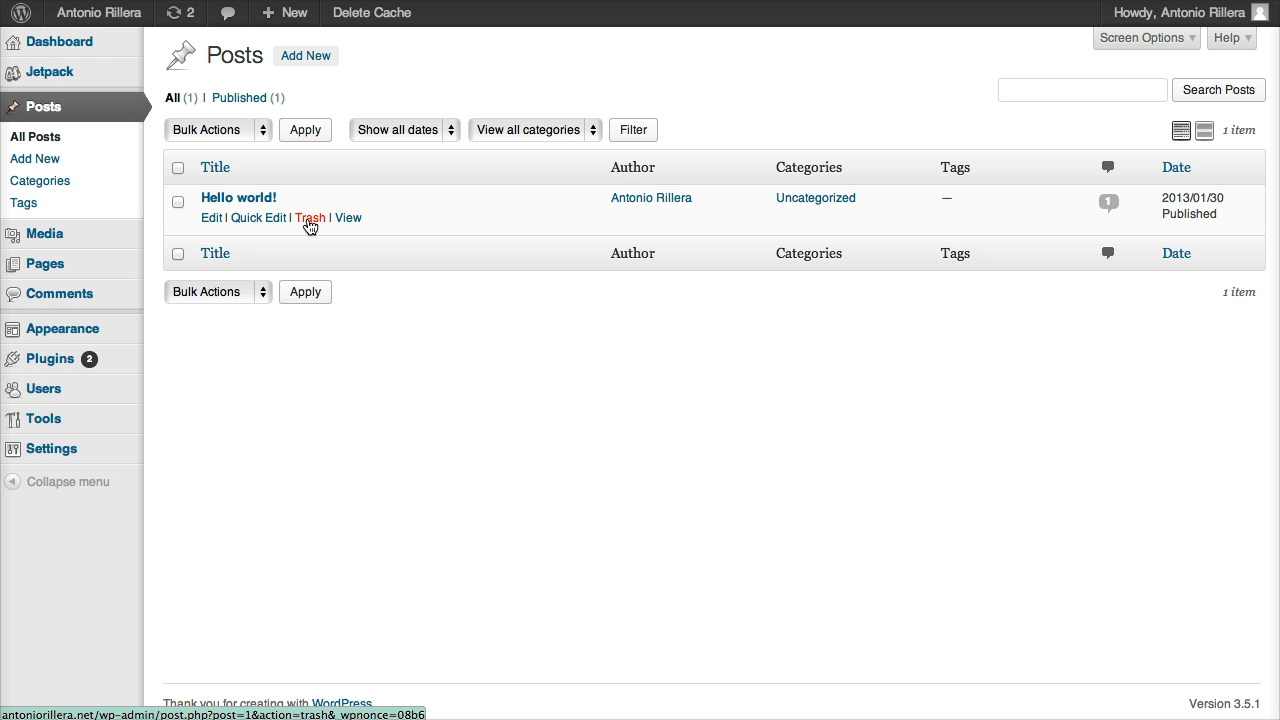 Antonio Rillera 2 + New Delete Cache Howdy, Antonio Rillera
Dashboard
Jetpack
Posts
All Posts
Add New
Categories
Tags
Media
Pages
Comments
Appearance
Plugins 2
Users
Tools
Settings
Collapse menu
Screen Options Help
Posts Add New
All (1) | Published (1)
Search Posts
Bulk Actions Apply Show all dates View all categories Filter 1 item
Title Author Categories Tags Date
Hello world! Antonio Rillera Uncategorized — 1 2013/01/30
Edit | Quick Edit | Trash | View Published
Title Author Categories Tags Date
Bulk Actions Apply 1 item
Thank you for creating with WordPress Version 3.5.1
antoniorillera.net/wp-admin/post.php?post=1&action=trash&_wpnonce=08b6